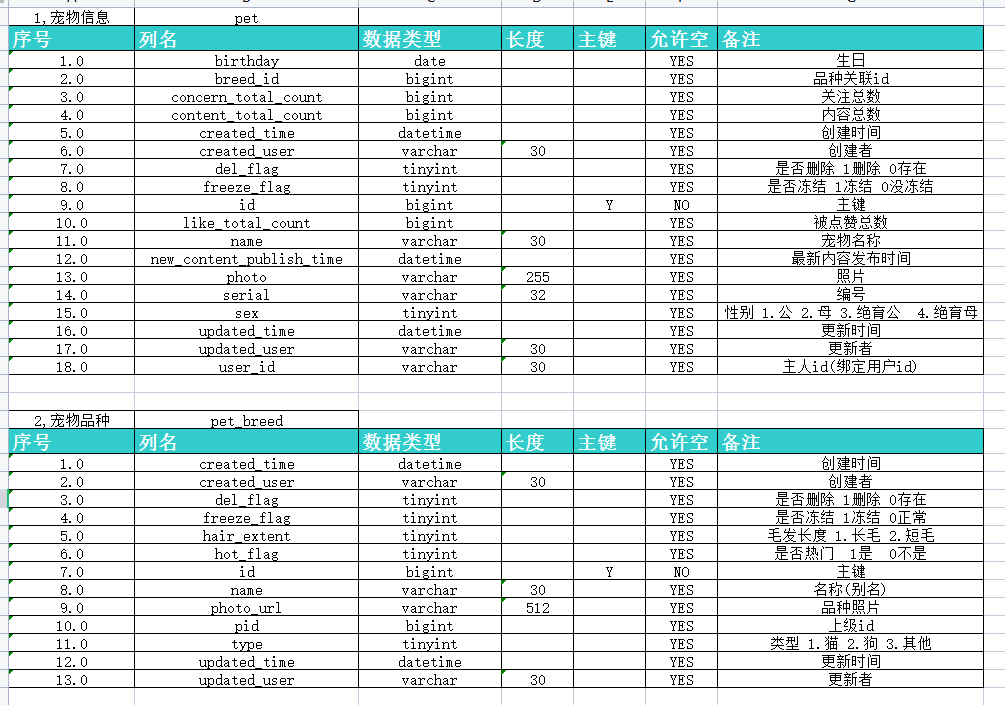 1,宠物信息 pet
序号 列名 数据类型 长度 主键 允许空 备注
1.0 birthday date YES 生日
2.0 breed_id bigint YES 品种关联id
3.0 concern_total_count bigint YES 关注总数
4.0 content_total_count bigint YES 内容总数
5.0 created_time datetime YES 创建时间
6.0 created_user varchar 30 YES 创建者
7.0 del_flag tinyint YES 是否删除 1删除 0存在
8.0 freeze_flag tinyint YES 是否冻结 1冻结 0没冻结
9.0 id bigint Y NO 主键
10.0 like_total_count bigint YES 被点赞总数
11.0 name varchar 30 YES 宠物名称
12.0 new_content_publish_time datetime YES 最新内容发布时间
13.0 photo varchar 255 YES 照片
14.0 serial varchar 32 YES 编号
15.0 sex tinyint YES 性别 1.公 2.母 3.绝育公 4.绝育母
16.0 updated_time datetime YES 更新时间
17.0 updated_user varchar 30 YES 更新者
18.0 user_id varchar 30 YES 主人id(绑定用户id)
2,宠物品种 pet_breed
序号 列名 数据类型 长度 主键 允许空 备注
1.0 created_time datetime YES 创建时间
2.0 created_user varchar 30 YES 创建者
3.0 del_flag tinyint YES 是否删除 1删除 0存在
4.0 freeze_flag tinyint YES 是否冻结 1冻结 0正常
5.0 hair_extent tinyint YES 毛发长度 1.长毛 2.短毛
6.0 hot_flag tinyint YES 是否热门 1是 0不是
7.0 id bigint Y NO 主键
8.0 name varchar 30 YES 名称(别名)
9.0 photo_url varchar 512 YES 品种照片
10.0 pid bigint YES 上级id
11.0 type tinyint YES 类型 1.猫 2.狗 3.其他
12.0 updated_time datetime YES 更新时间
13.0 updated_user varchar 30 YES 更新者